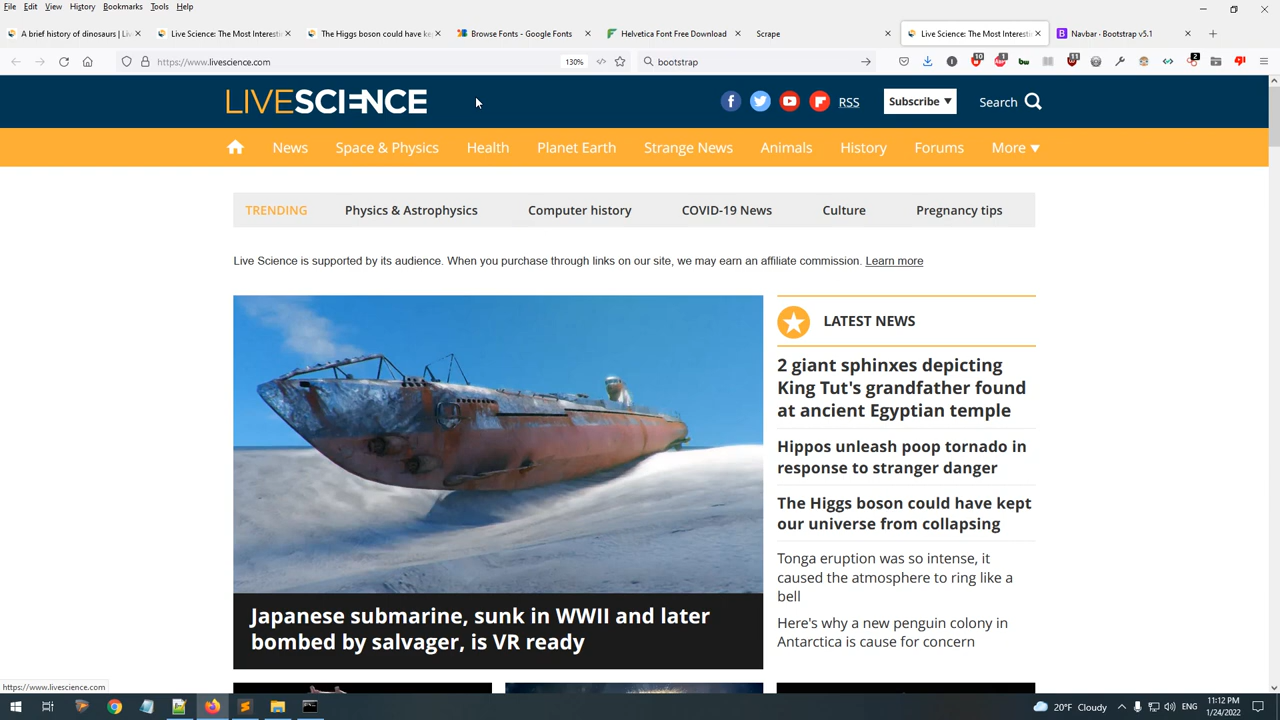 File Edit View History Bookmarks Tools Help
A brief history of dinosaurs | Liv
Live Science: The Most Interesti
The Higgs boson could have ke
Browse Fonts - Google Fonts
Helvetica Font Free Download
Scrape
Live Science: The Most Interesti
Navbar · Bootstrap v5.1
https://www.livescience.com
130%
bootstrap
10
1
11
2
LIVESCIENCE
RSS
Subscribe
Search
News
Space & Physics
Health
Planet Earth
Strange News
Animals
History
Forums
More
TRENDING
Physics & Astrophysics
Computer history
COVID-19 News
Culture
Pregnancy tips
Live Science is supported by its audience. When you purchase through links on our site, we may earn an affiliate commission. Learn more
Japanese submarine, sunk in WWII and later
bombed by salvager, is VR ready
LATEST NEWS
2 giant sphinxes depicting
King Tut's grandfather found
at ancient Egyptian temple
Hippos unleash poop tornado in
response to stranger danger
The Higgs boson could have kept
our universe from collapsing
Tonga eruption was so intense, it
caused the atmosphere to ring like a
bell
Here's why a new penguin colony in
Antarctica is cause for concern
https://www.livescience.com
20°F Cloudy
ENG
11:12 PM
1/24/2022